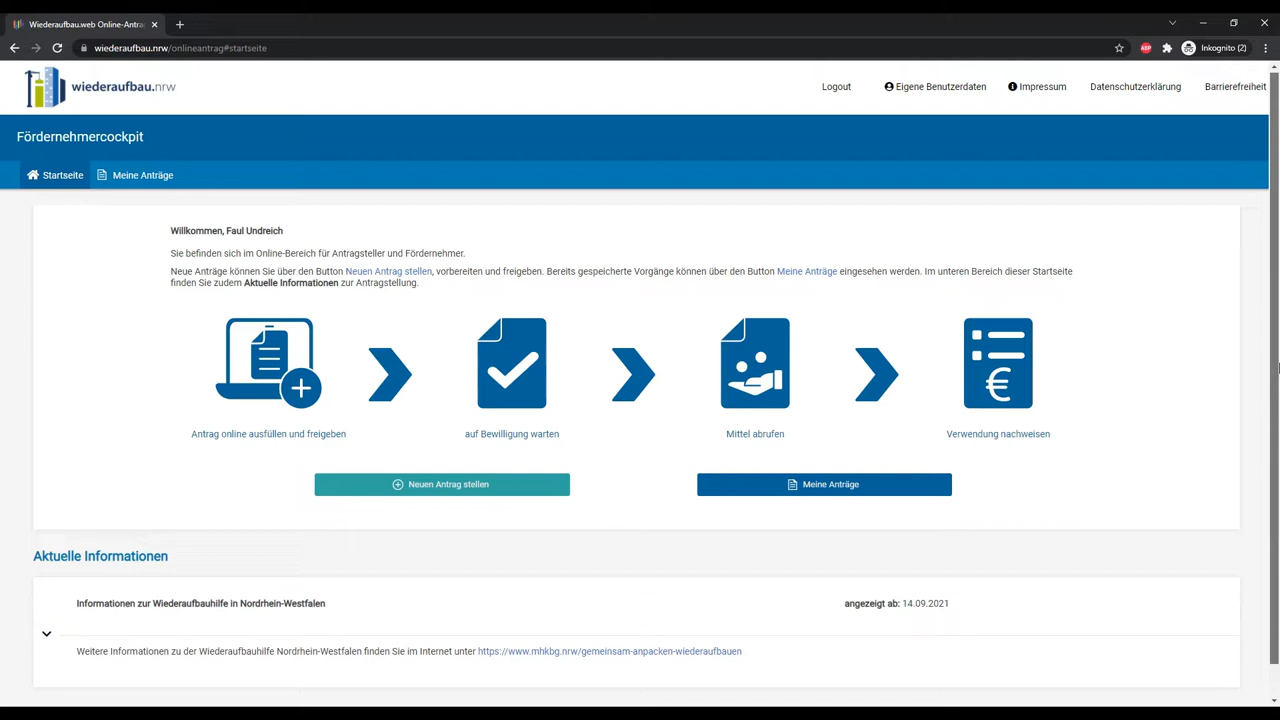 Wiederaufbau.web Online-Antra
wiederaufbau.nrw/onlineantrag#startseite
ABP
Inkognito (2)
wiederaufbau.nrw
Logout
Eigene Benutzerdaten
Impressum
Datenschutzerklärung
Barrierefreiheit
Fördernehmercockpit
Startseite
Meine Anträge
Willkommen, Faul Undreich
Sie befinden sich im Online-Bereich für Antragsteller und Fördernehmer.
Neue Anträge können Sie über den Button Neuen Antrag stellen, vorbereiten und freigeben. Bereits gespeicherte Vorgänge können über den Button Meine Anträge eingesehen werden. Im unteren Bereich dieser Startseite
finden Sie zudem Aktuelle Informationen zur Antragstellung.
Antrag online ausfüllen und freigeben
auf Bewilligung warten
Mittel abrufen
Verwendung nachweisen
Neuen Antrag stellen
Meine Anträge
Aktuelle Informationen
Informationen zur Wiederaufbauhilfe in Nordrhein-Westfalen
angezeigt ab: 14.09.2021
Weitere Informationen zu der Wiederaufbauhilfe Nordrhein-Westfalen finden Sie im Internet unter https://www.mhkbg.nrw/gemeinsam-anpacken-wiederaufbauen